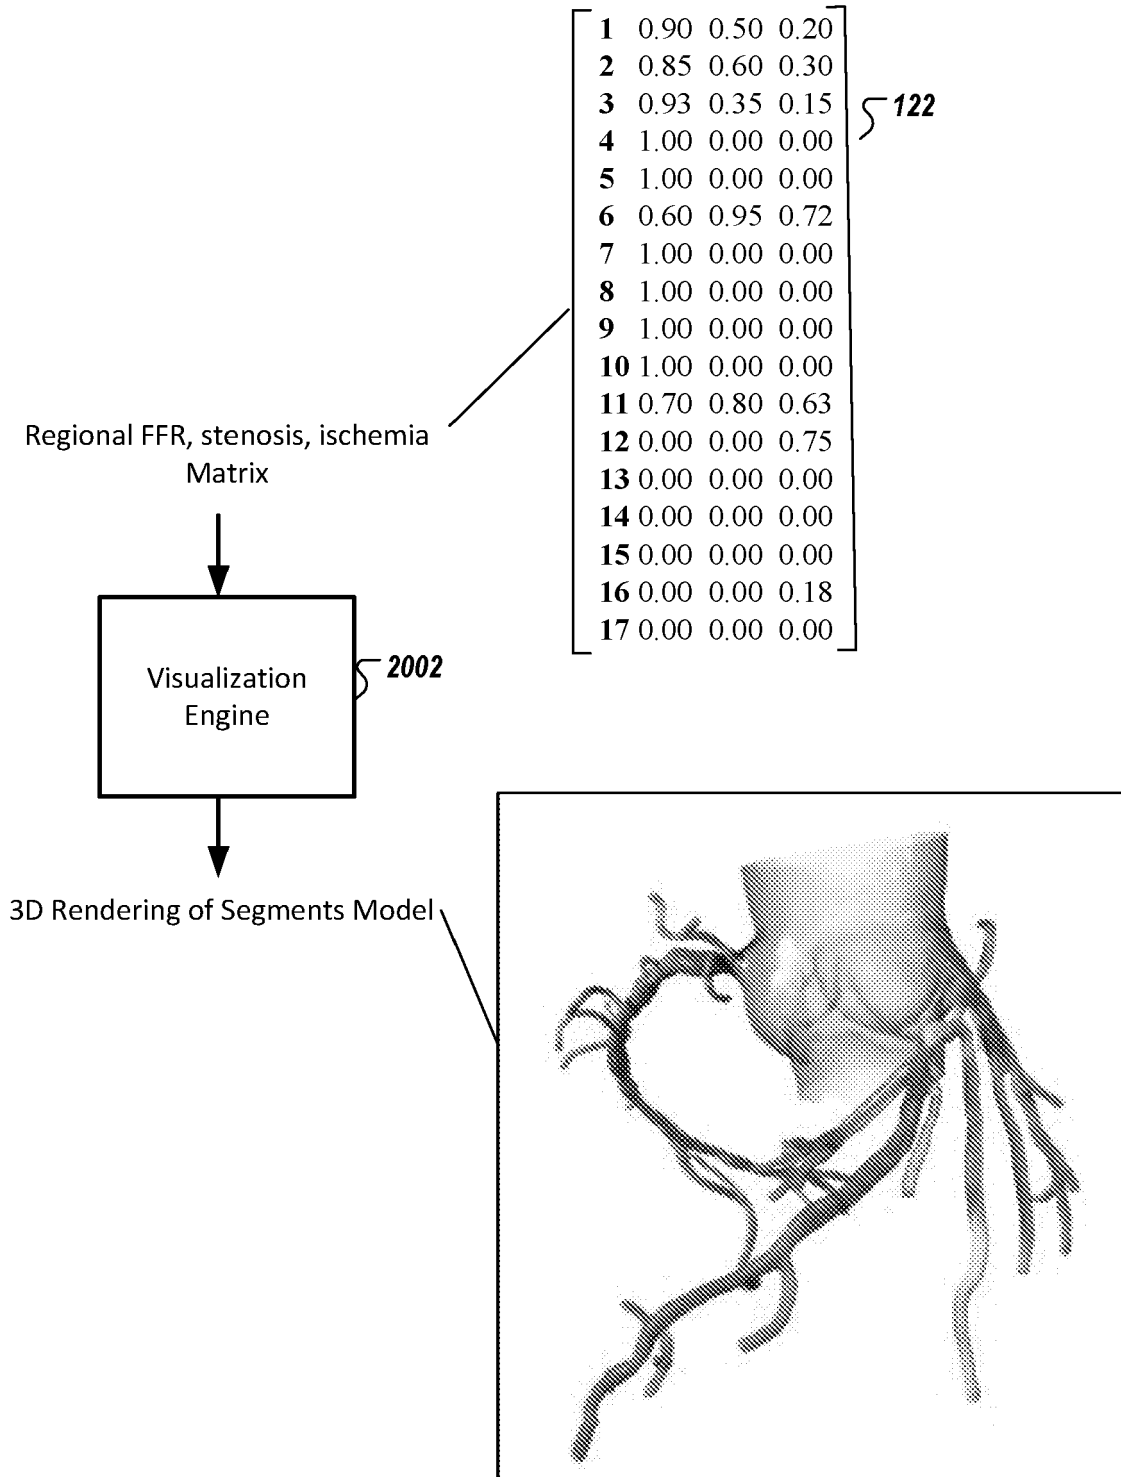 1 0.90 0.50 0.20
2 0.85 0.60 0.30
3 0.93 0.35 0.15
122
4 1.00 0.00 0.00
5 1.00 0.00 0.00
6 0.60 0.95 0.72
7 1.00 0.00 0.00
8 1.00 0.00 0.00
9 1.00 0.00 0.00
10 1.00 0.00 0.00
11 0.70 0.80 0.63
12 0.00 0.00 0.75
13 0.00 0.00 0.00
14 0.00 0.00 0.00
15 0.00 0.00 0.00
16 0.00 0.00 0.18
17 0.00 0.00 0.00
Regional FFR, stenosis, ischemia
Matrix
Visualization
Engine
2002
3D Rendering of Segments Model